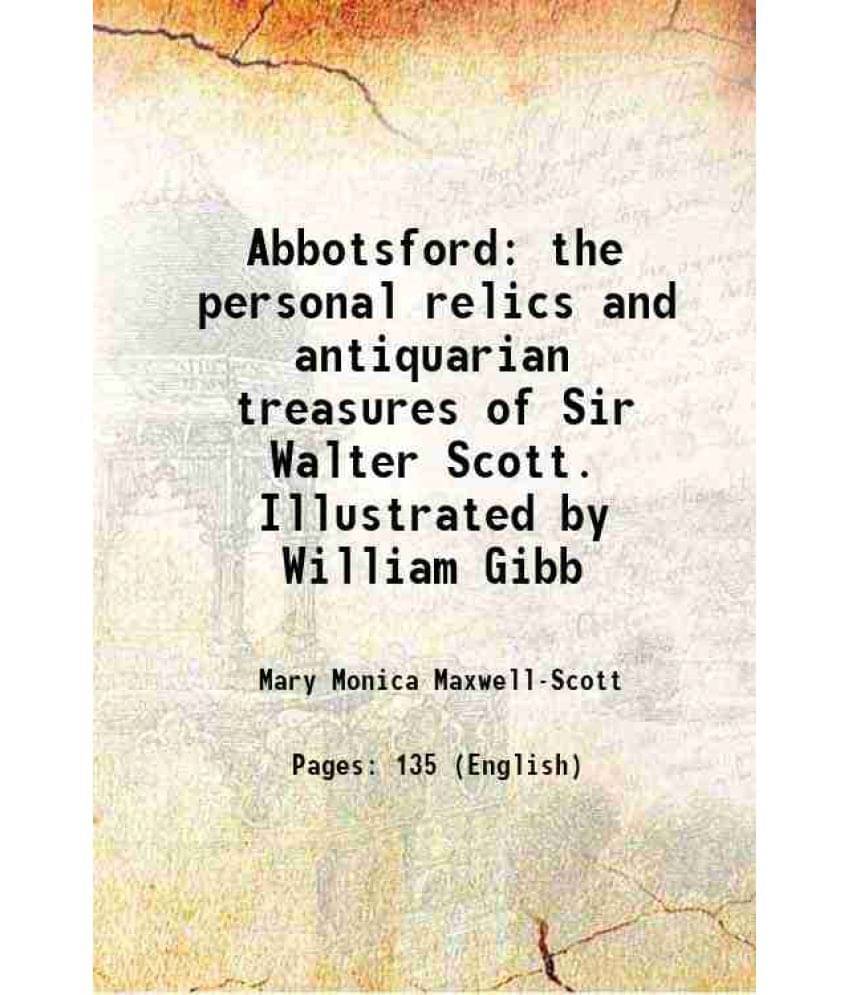 Abbotsford: the
personal relics and
antiquarian
treasures of Sir
Walter Scott.
Illustrated by
William Gibb
Mary Monica Maxwell-Scott
Pages: 135 (English)